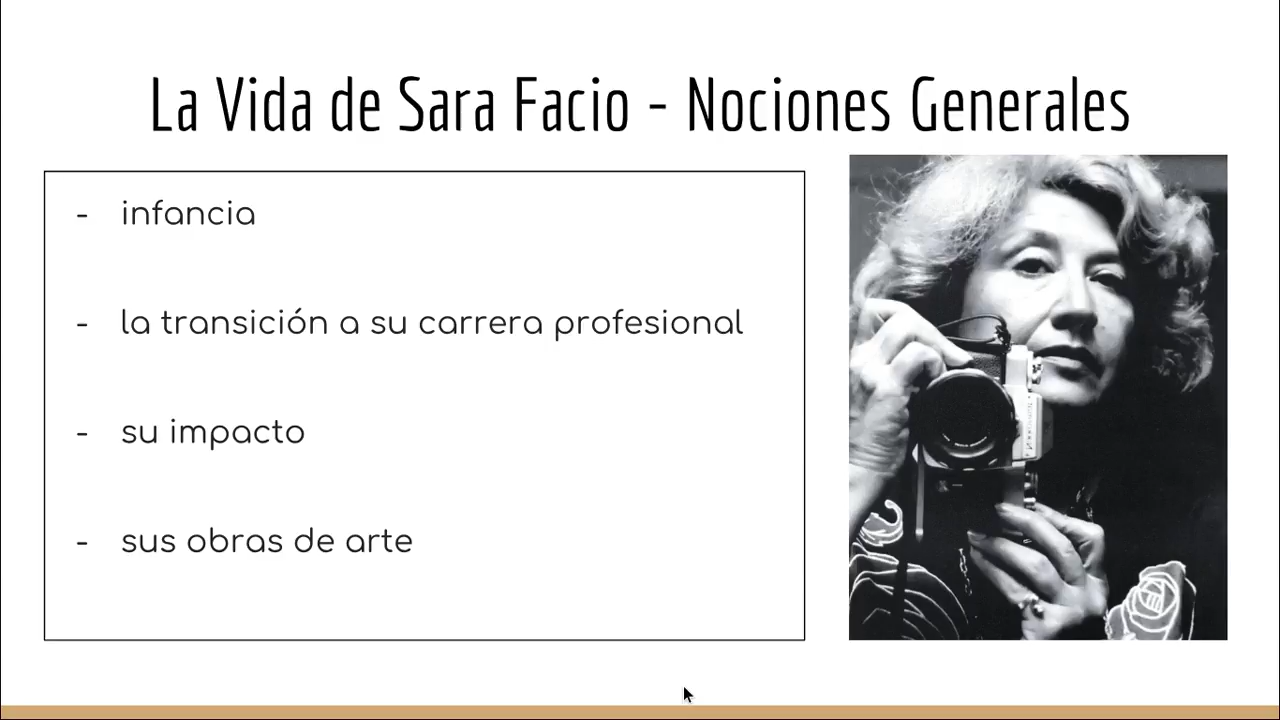 La Vida de Sara Facio - Nociones Generales
- infancia
- la transición a su carrera profesional
- su impacto
- sus obras de arte